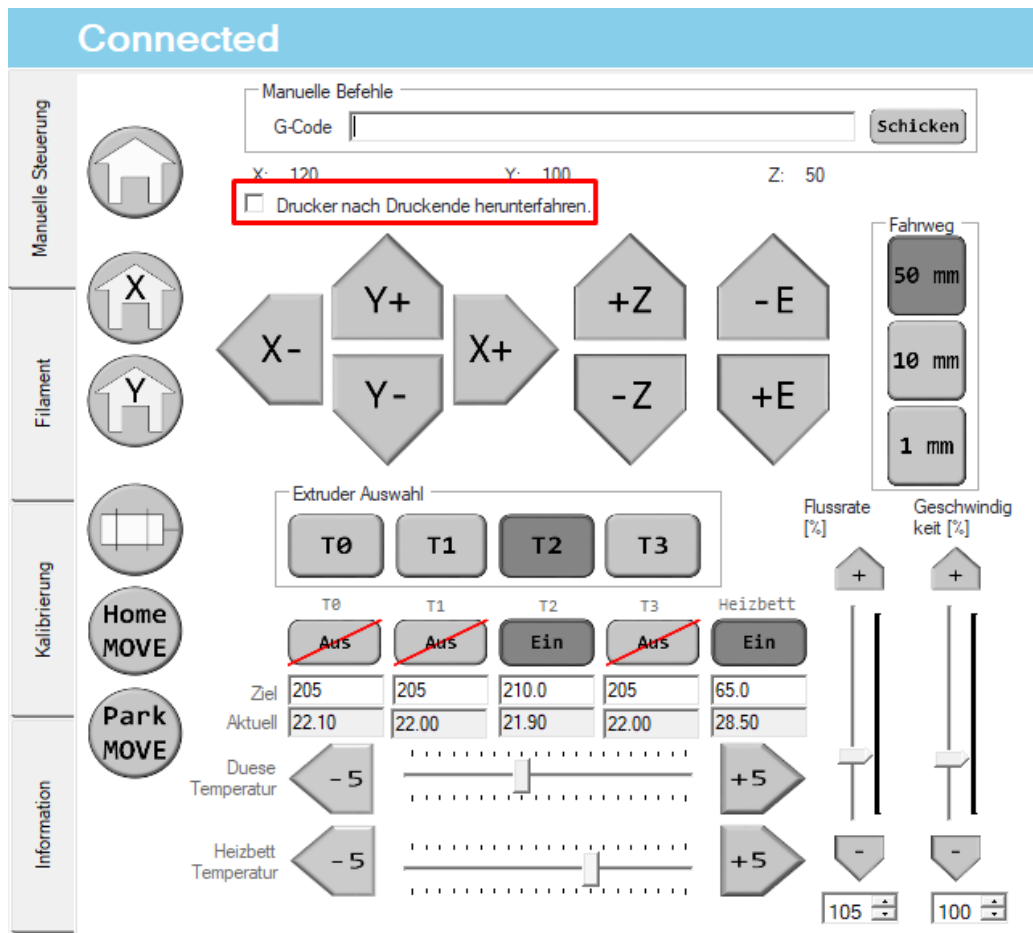 Connected
Manuelle Steuerung
Filament
Kalibrierung
Information
Manuelle Befehle
G-Code
Schicken
X: 120 Y: 100 Z: 50
Drucker nach Druckende herunterfahren.
X
Y
Home
MOVE
Park
MOVE
X-
Y+
Y-
X+
+Z
-Z
-E
+E
Fahrweg
50 mm
10 mm
1 mm
Extruder Auswahl
T0 T1 T2 T3
T0 T1 T2 T3 Heizbett
Aus Aus Ein Aus Ein
Ziel 205 205 210.0 205 65.0
Aktuell 22.10 22.00 21.90 22.00 28.50
Duese
Temperatur
-5 +5
Heizbett
Temperatur
-5 +5
Flussrate
[%]
+
-
105
Geschwindig
keit [%]
+
-
100